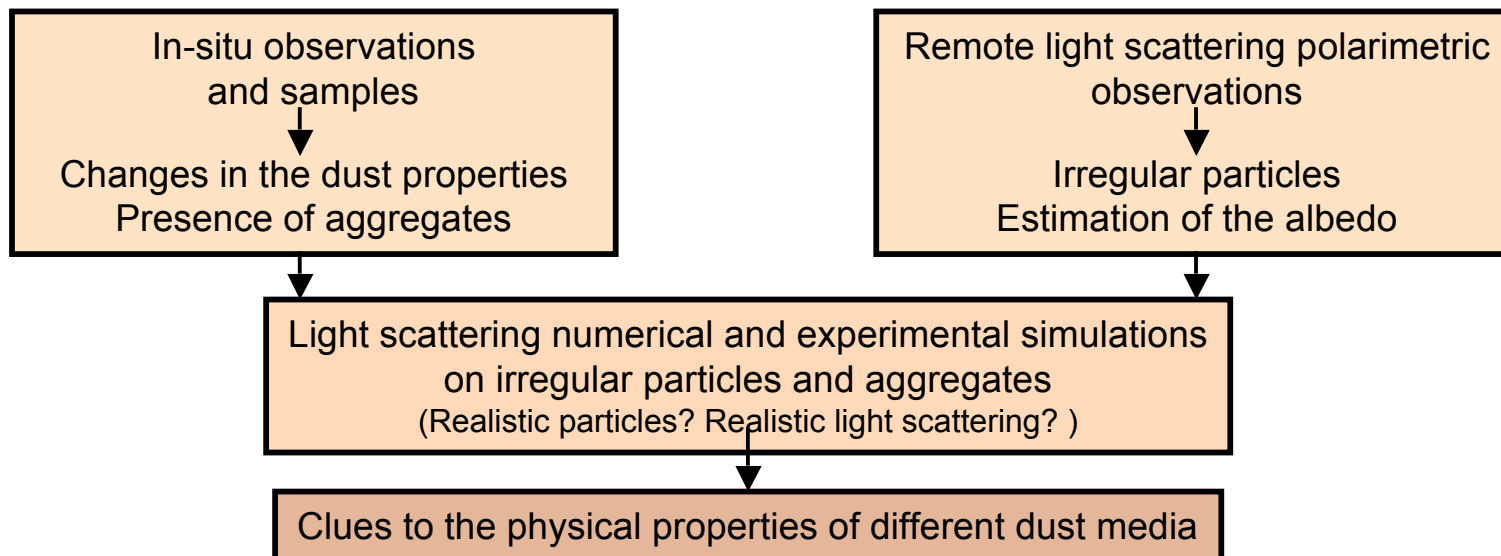 In-situ observations
and samples
Changes in the dust properties
Presence of aggregates
Remote light scattering polarimetric
observations
Irregular particles
Estimation of the albedo
Light scattering numerical and experimental simulations
on irregular particles and aggregates
(Realistic particles? Realistic light scattering? )
Clues to the physical properties of different dust media